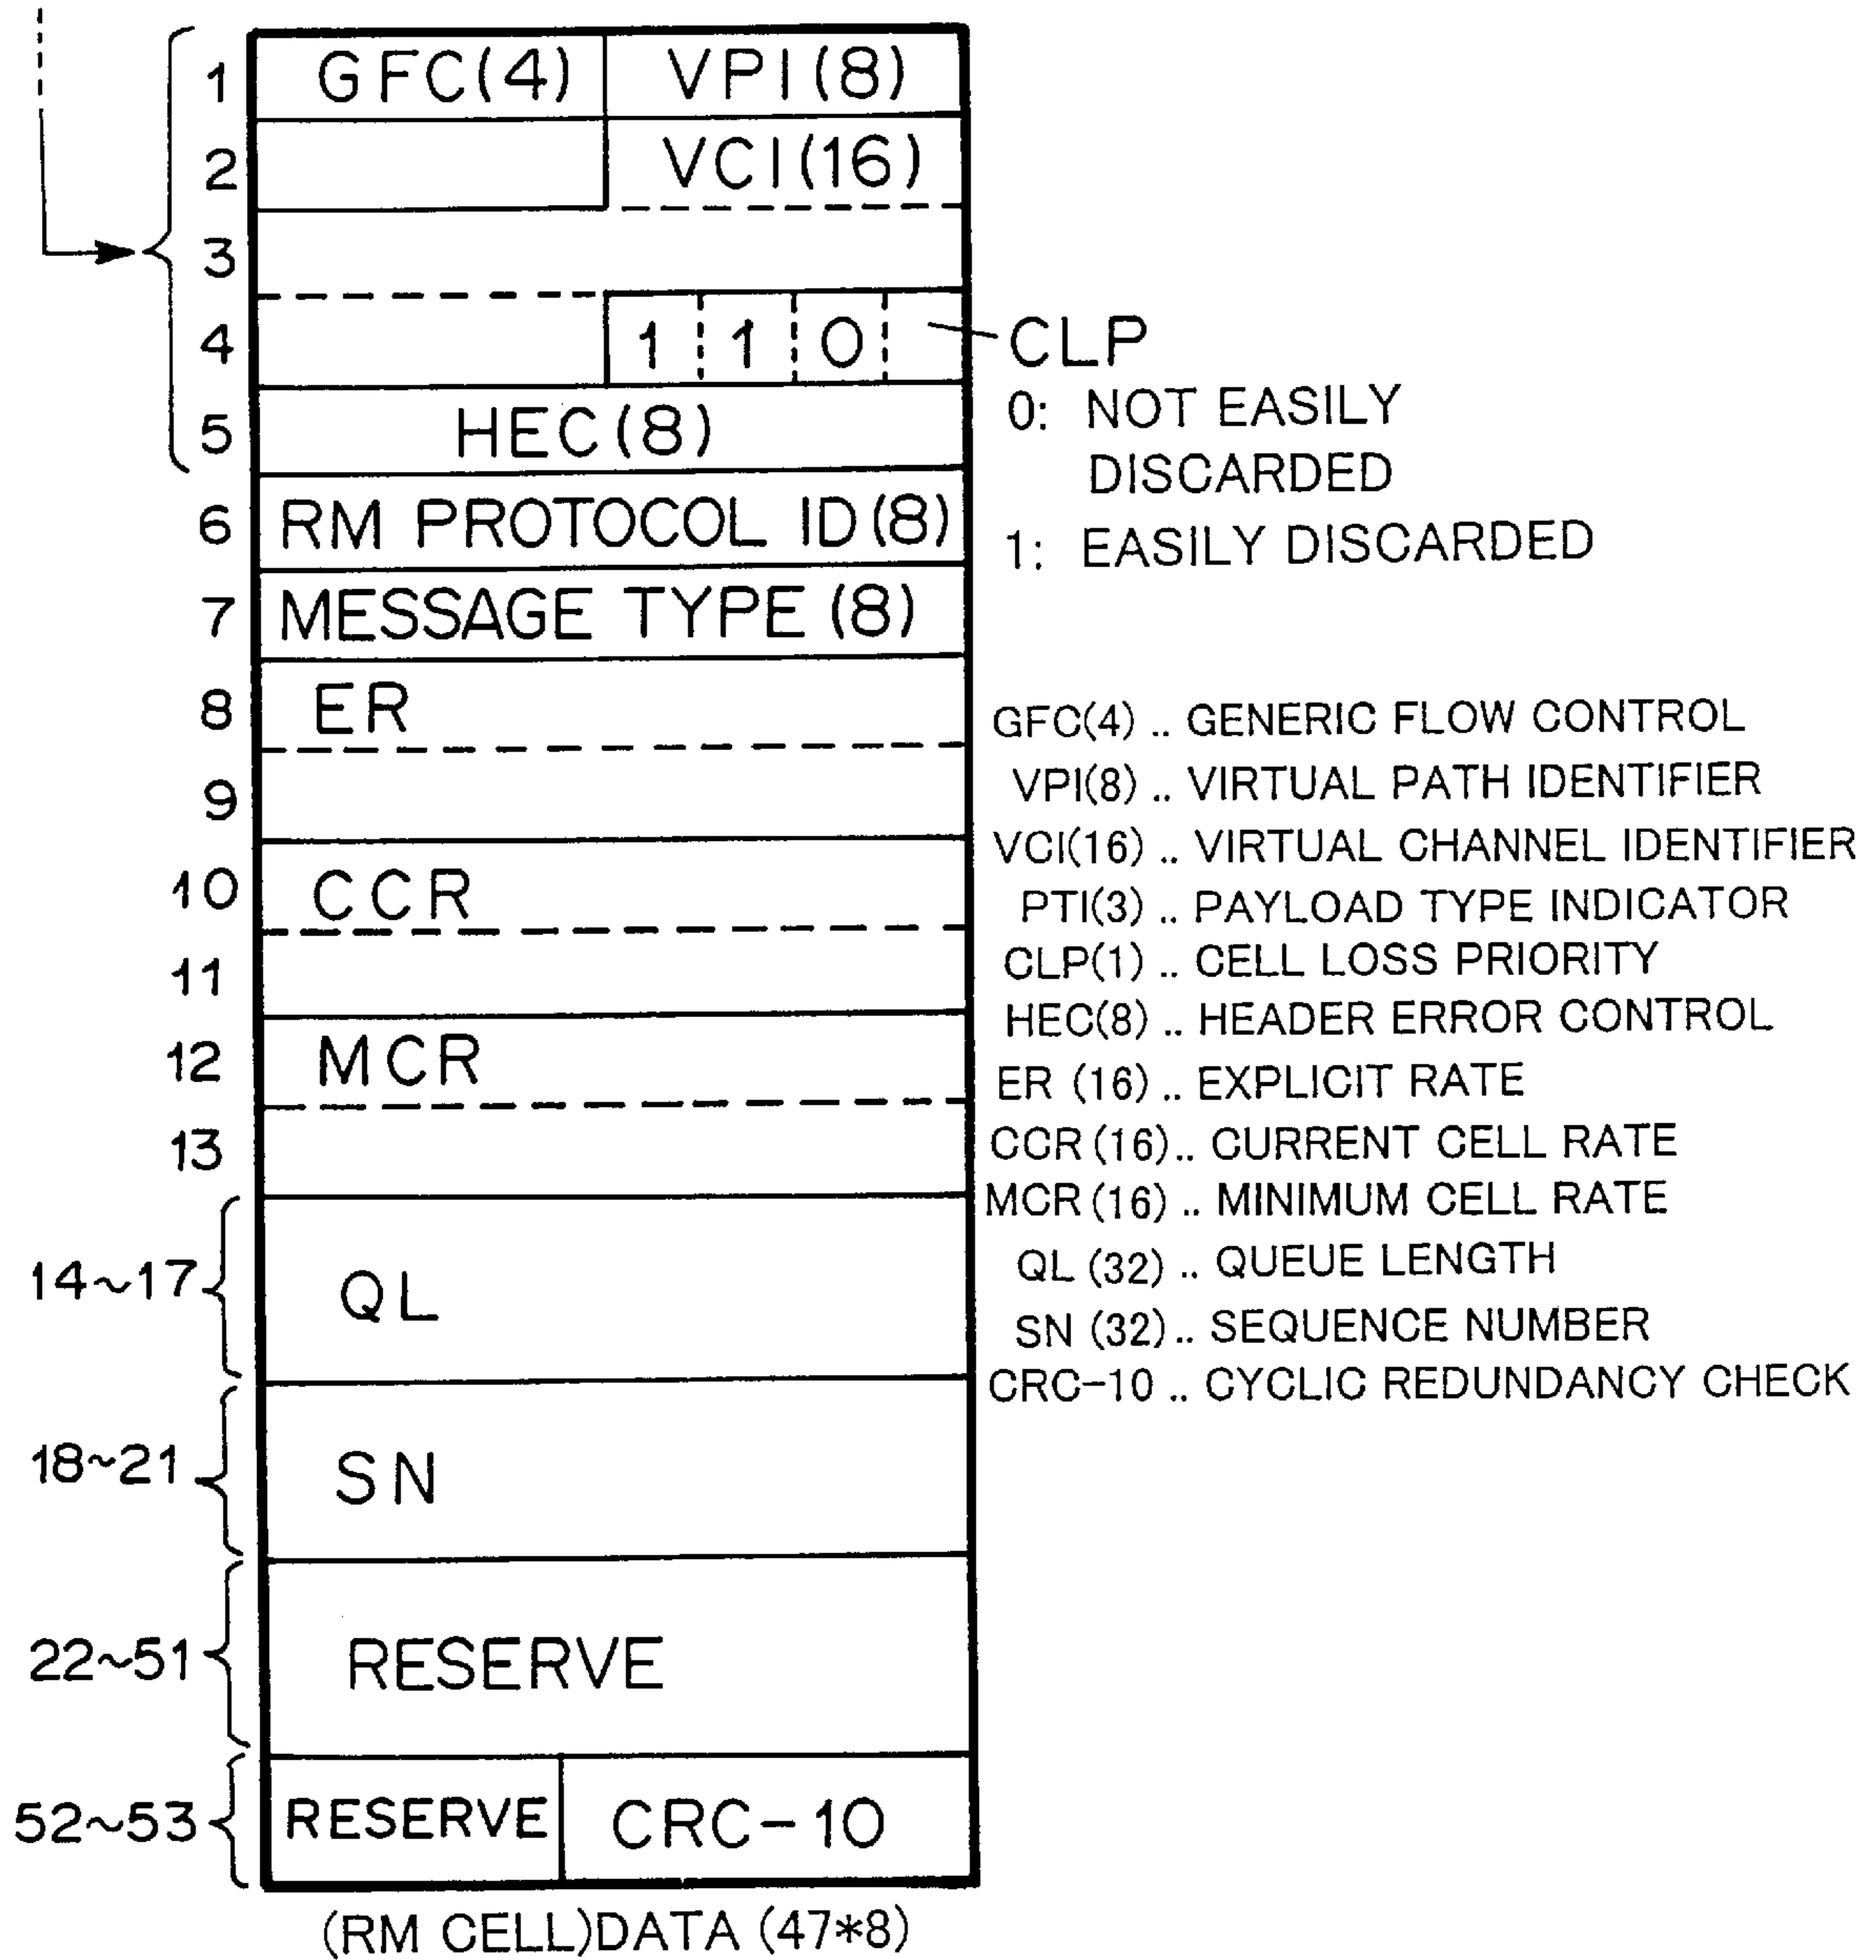 1 GFC(4) VPI(8)
2 VCI(16)
3
4 1 1 0 CLP
0: NOT EASILY
DISCARDED
1: EASILY DISCARDED
5 HEC(8)
6 RM PROTOCOL ID(8)
7 MESSAGE TYPE(8)
8 ER
9
10 CCR
11
12 MCR
13
14~17 QL
18~21 SN
22~51 RESERVE
52~53 RESERVE CRC-10
(RM CELL)DATA (47*8)
GFC(4) .. GENERIC FLOW CONTROL
VPI(8) .. VIRTUAL PATH IDENTIFIER
VCI(16) .. VIRTUAL CHANNEL IDENTIFIER
PTI(3) .. PAYLOAD TYPE INDICATOR
CLP(1) .. CELL LOSS PRIORITY
HEC(8) .. HEADER ERROR CONTROL
ER (16) .. EXPLICIT RATE
CCR (16).. CURRENT CELL RATE
MCR (16) .. MINIMUM CELL RATE
QL (32) .. QUEUE LENGTH
SN (32) .. SEQUENCE NUMBER
CRC-10 .. CYCLIC REDUNDANCY CHECK